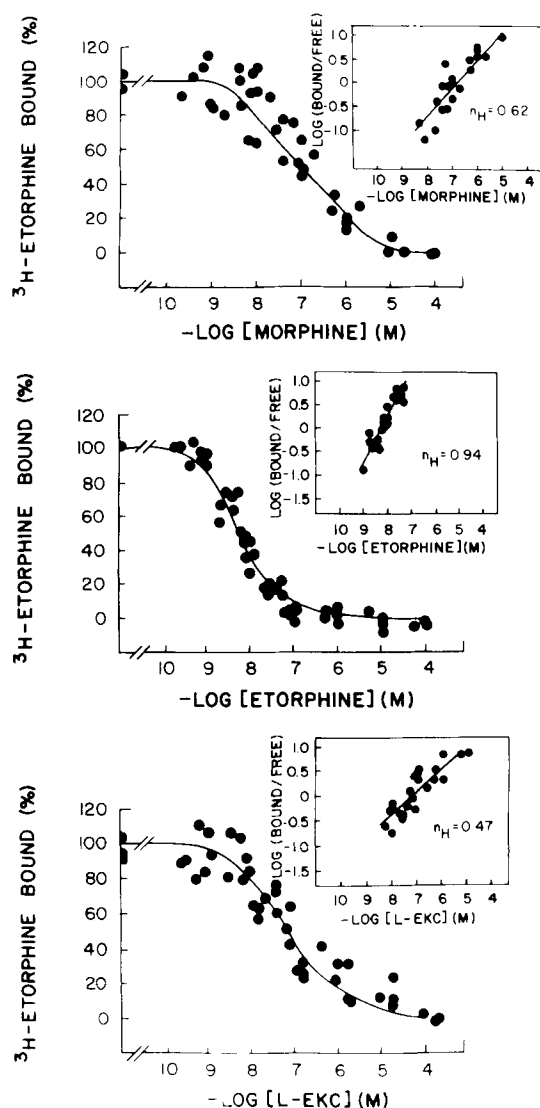 ³H-ETORPHINE BOUND (%)
120
100
80
60
40
20
0
10 9 8 7 6 5 4
-LOG [MORPHINE] (M)
LOG (BOUND/FREE)
1.0
0.5
0
-0.5
-1.0
nH = 0.62
10 9 8 7 6 5 4
-LOG [MORPHINE] (M)
³H-ETORPHINE BOUND (%)
120
100
80
60
40
20
0
10 9 8 7 6 5 4
-LOG [ETORPHINE] (M)
LOG (BOUND/FREE)
1.0
0.5
0
-0.5
-1.0
-1.5
nH = 0.94
10 9 8 7 6 5 4
-LOG [ETORPHINE] (M)
³H-ETORPHINE BOUND (%)
120
100
80
60
40
20
0
10 9 8 7 6 5 4
-LOG [L-EKC] (M)
LOG (BOUND/FREE)
1.0
0.5
0
-0.5
-1.0
-1.5
nH = 0.47
10 9 8 7 6 5 4
-LOG [L-EKC] (M)